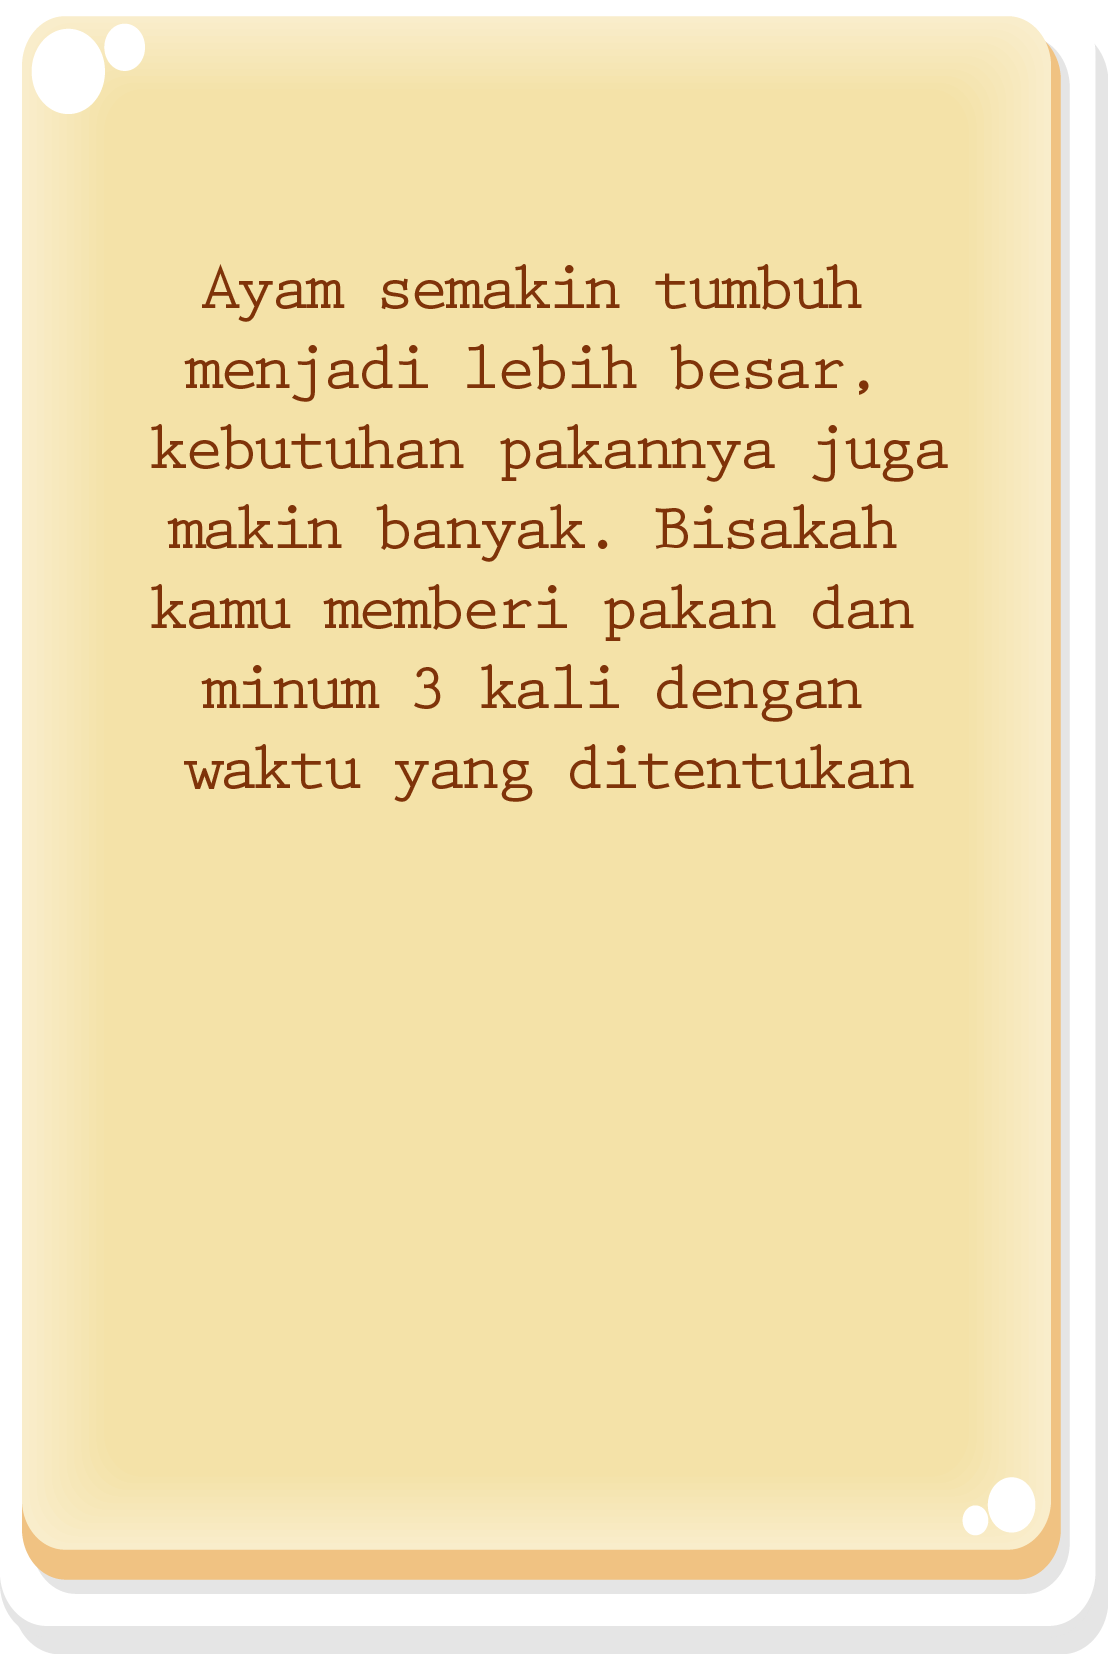 Ayam semakin tumbuh
menjadi lebih besar,
kebutuhan pakannya juga
makin banyak. Bisakah
kamu memberi pakan dan
minum 3 kali dengan
waktu yang ditentukan